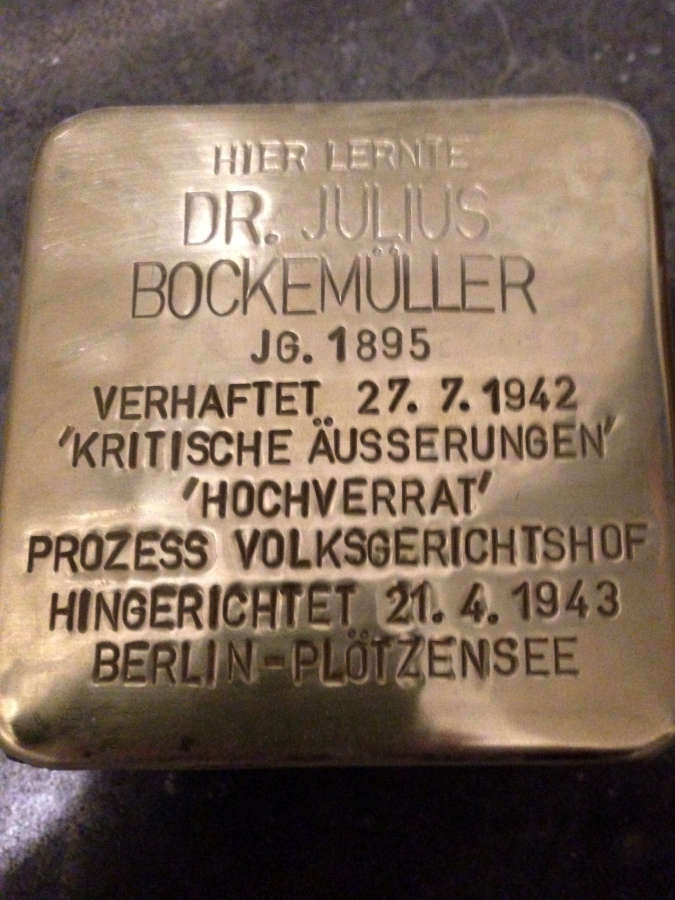 HIER LERNTE
DR. JULIUS
BOCKEMÜLLER
JG. 1895
VERHAFTET 27. 7. 1942
'KRITISCHE ÄUSSERUNGEN'
'HOCHVERRAT'
PROZESS VOLKSGERICHTSHOF
HINGERICHTET 21. 4. 1943
BERLIN-PLÖTZENSEE